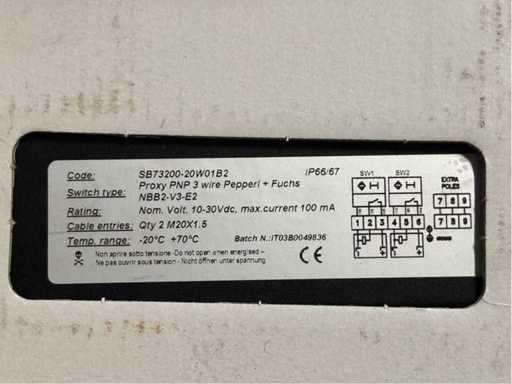 Code: SB73200-20W01B2 IP66/67
Switch type: Proxy PNP 3 wire Pepperl + Fuchs
NBB2-V3-E2
Rating: Nom. Volt. 10-30Vdc, max.current 100 mA
Cable entries: Qty 2 M20X1.5
Temp. range: -20°C +70°C Batch N.:IT03B0049836
Non aprire sotto tensione -Do not open when energised –
Ne pas ouvrir sous tension - Nicht öffnen unter spannung
CE
SW1 SW2
1 2 3 4 5 6
EXTRA
POLES
7 8 9
7 8 9